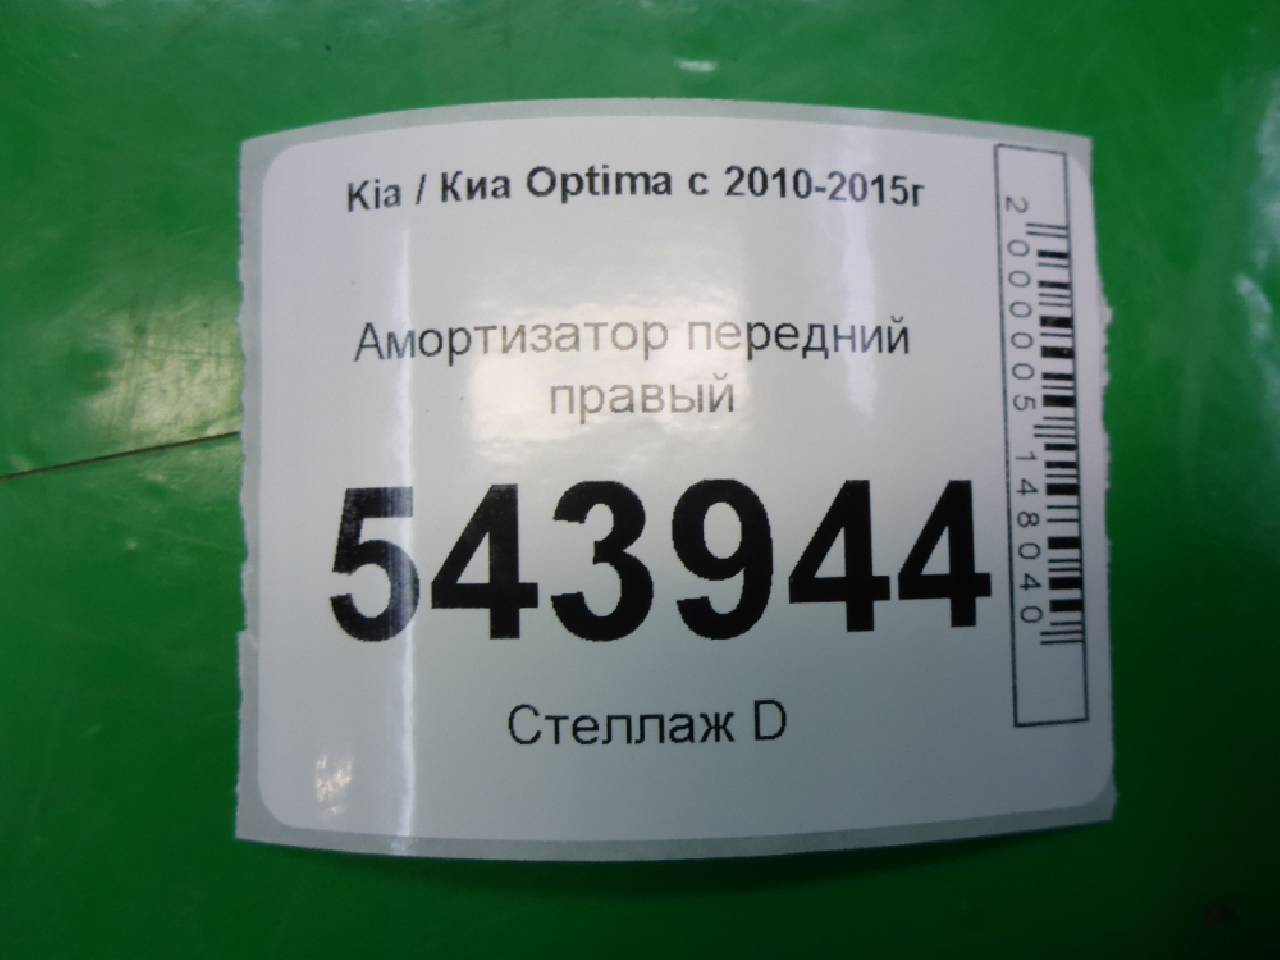 Kia / Киа Optima с 2010-2015г
Амортизатор передний
правый
543944
Стеллаж D
2000005148040